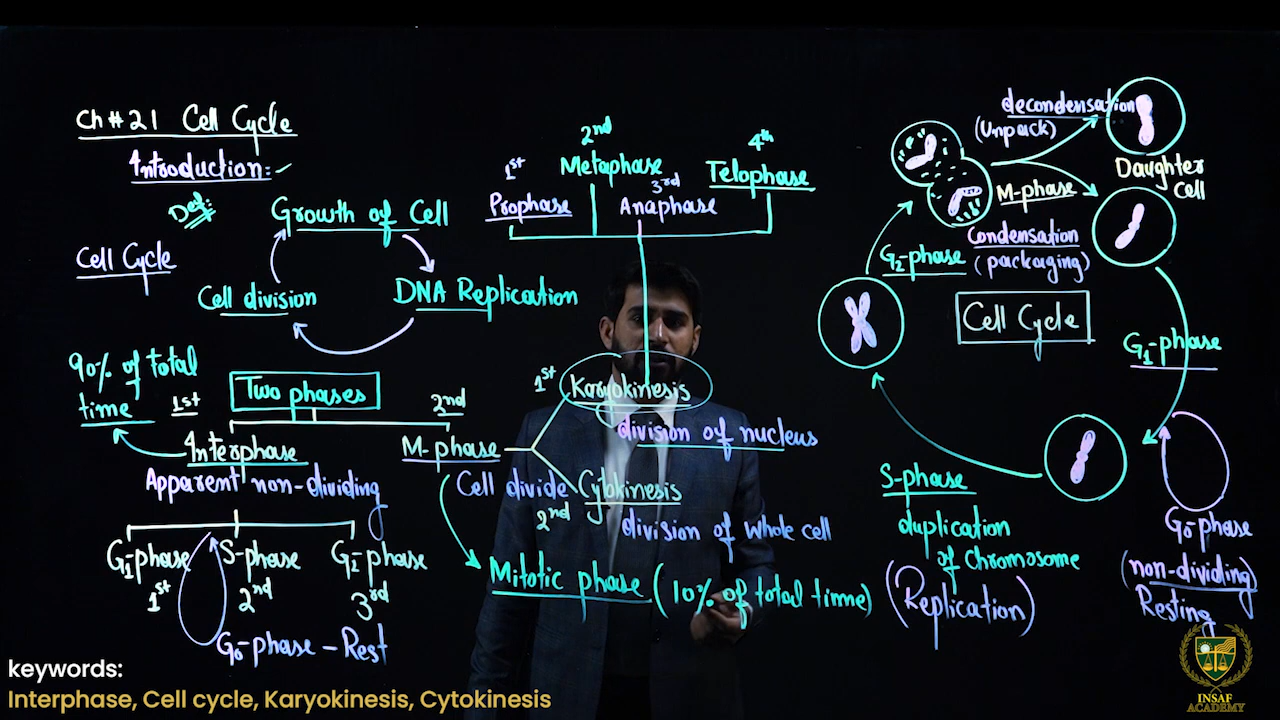 Ch # 21 Cell Cycle
Introduction:
Def:
Growth of Cell
Cell Cycle
Cell division
DNA Replication
90% of total
time
Two phases
1st
Interphase
2nd
M-phase
Apparent non-dividing
Cell divide
G1-phase
1st
S-phase
2nd
G2-phase
3rd
G0-phase - Rest
1st
Prophase
2nd
Metaphase
3rd
Anaphase
4th
Telophase
1st
Karyokinesis
division of nucleus
Cytokinesis
2nd
division of whole cell
Mitotic phase (10% of total time)
decondensation
(Unpack)
Daughter
Cell
M-phase
Condensation
(packaging)
G2-phase
Cell Cycle
G1-phase
S-phase
duplication
of Chromosome
(Replication)
G0-phase
(non-dividing)
Resting
keywords:
Interphase, Cell cycle, Karyokinesis, Cytokinesis
INSAF
ACADEMY